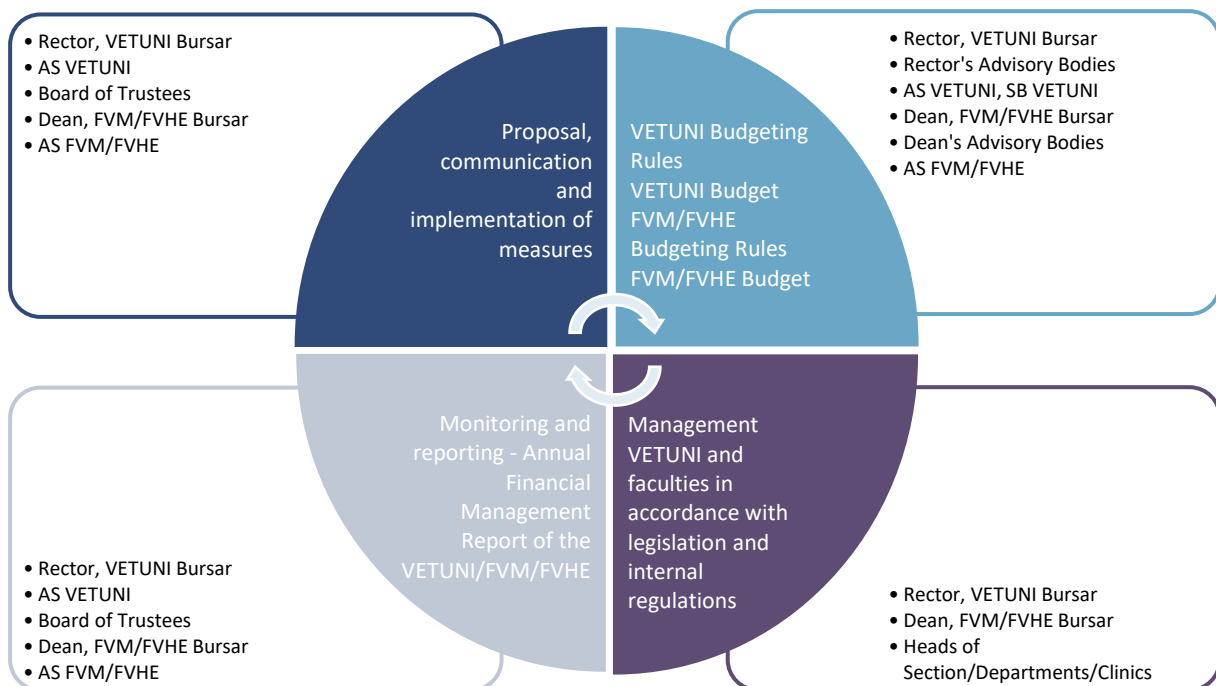 • Rector, VETUNI Bursar
• AS VETUNI
• Board of Trustees
• Dean, FVM/FVHE Bursar
• AS FVM/FVHE
Proposal,
communication
and
implementation of
measures
VETUNI Budgeting
Rules
VETUNI Budget
FVM/FVHE
Budgeting Rules
FVM/FVHE Budget
• Rector, VETUNI Bursar
• Rector's Advisory Bodies
• AS VETUNI, SB VETUNI
• Dean, FVM/FVHE Bursar
• Dean's Advisory Bodies
• AS FVM/FVHE
• Rector, VETUNI Bursar
• AS VETUNI
• Board of Trustees
• Dean, FVM/FVHE Bursar
• AS FVM/FVHE
Monitoring and
reporting - Annual
Financial
Management
Report of the
VETUNI/FVM/FVHE
Management
VETUNI and
faculties in
accordance with
legislation and
internal
regulations
• Rector, VETUNI Bursar
• Dean, FVM/FVHE Bursar
• Heads of
Section/Departments/Clinics